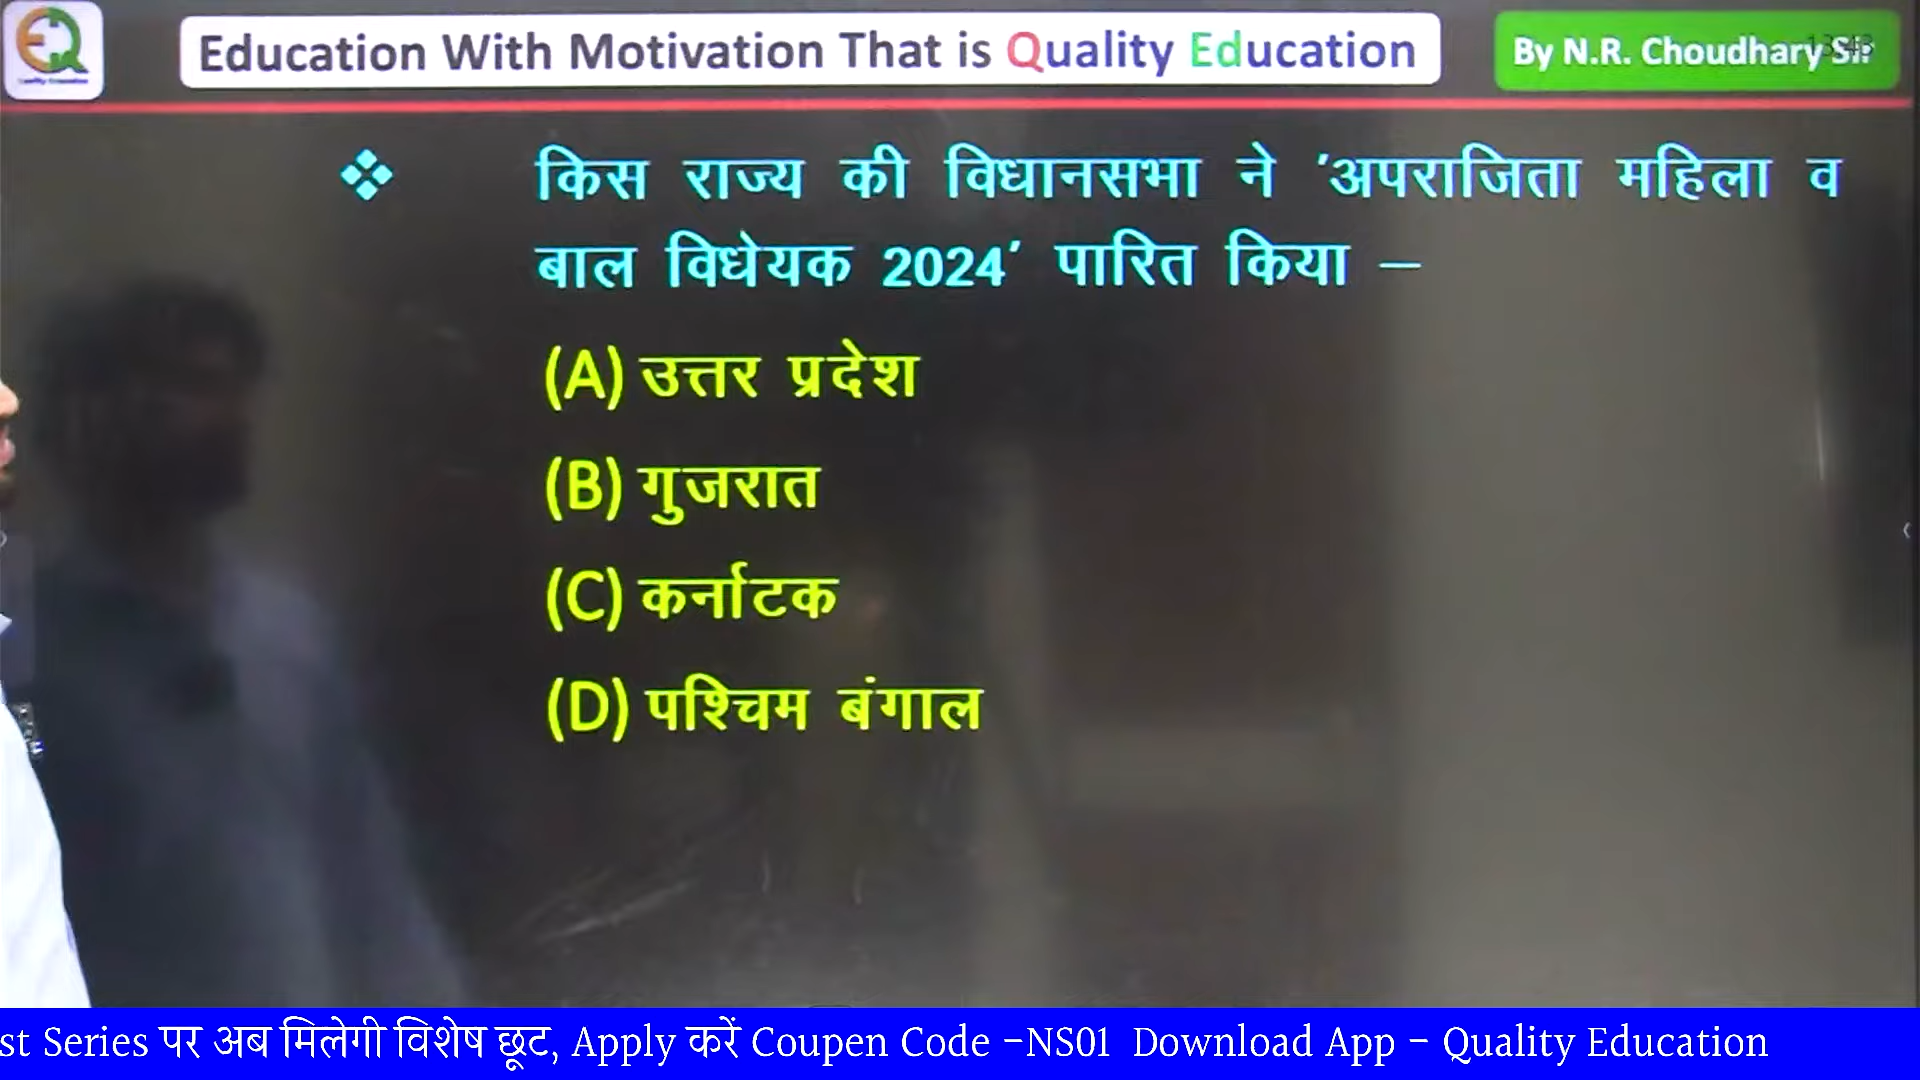 Education With Motivation That is Quality Education
By N.R. Choudhary Sir
❖ किस राज्य की विधानसभा ने 'अपराजिता महिला व
बाल विधेयक 2024' पारित किया –
(A) उत्तर प्रदेश
(B) गुजरात
(C) कर्नाटक
(D) पश्चिम बंगाल
st Series पर अब मिलेगी विशेष छूट, Apply करें Coupen Code -NS01 Download App - Quality Education